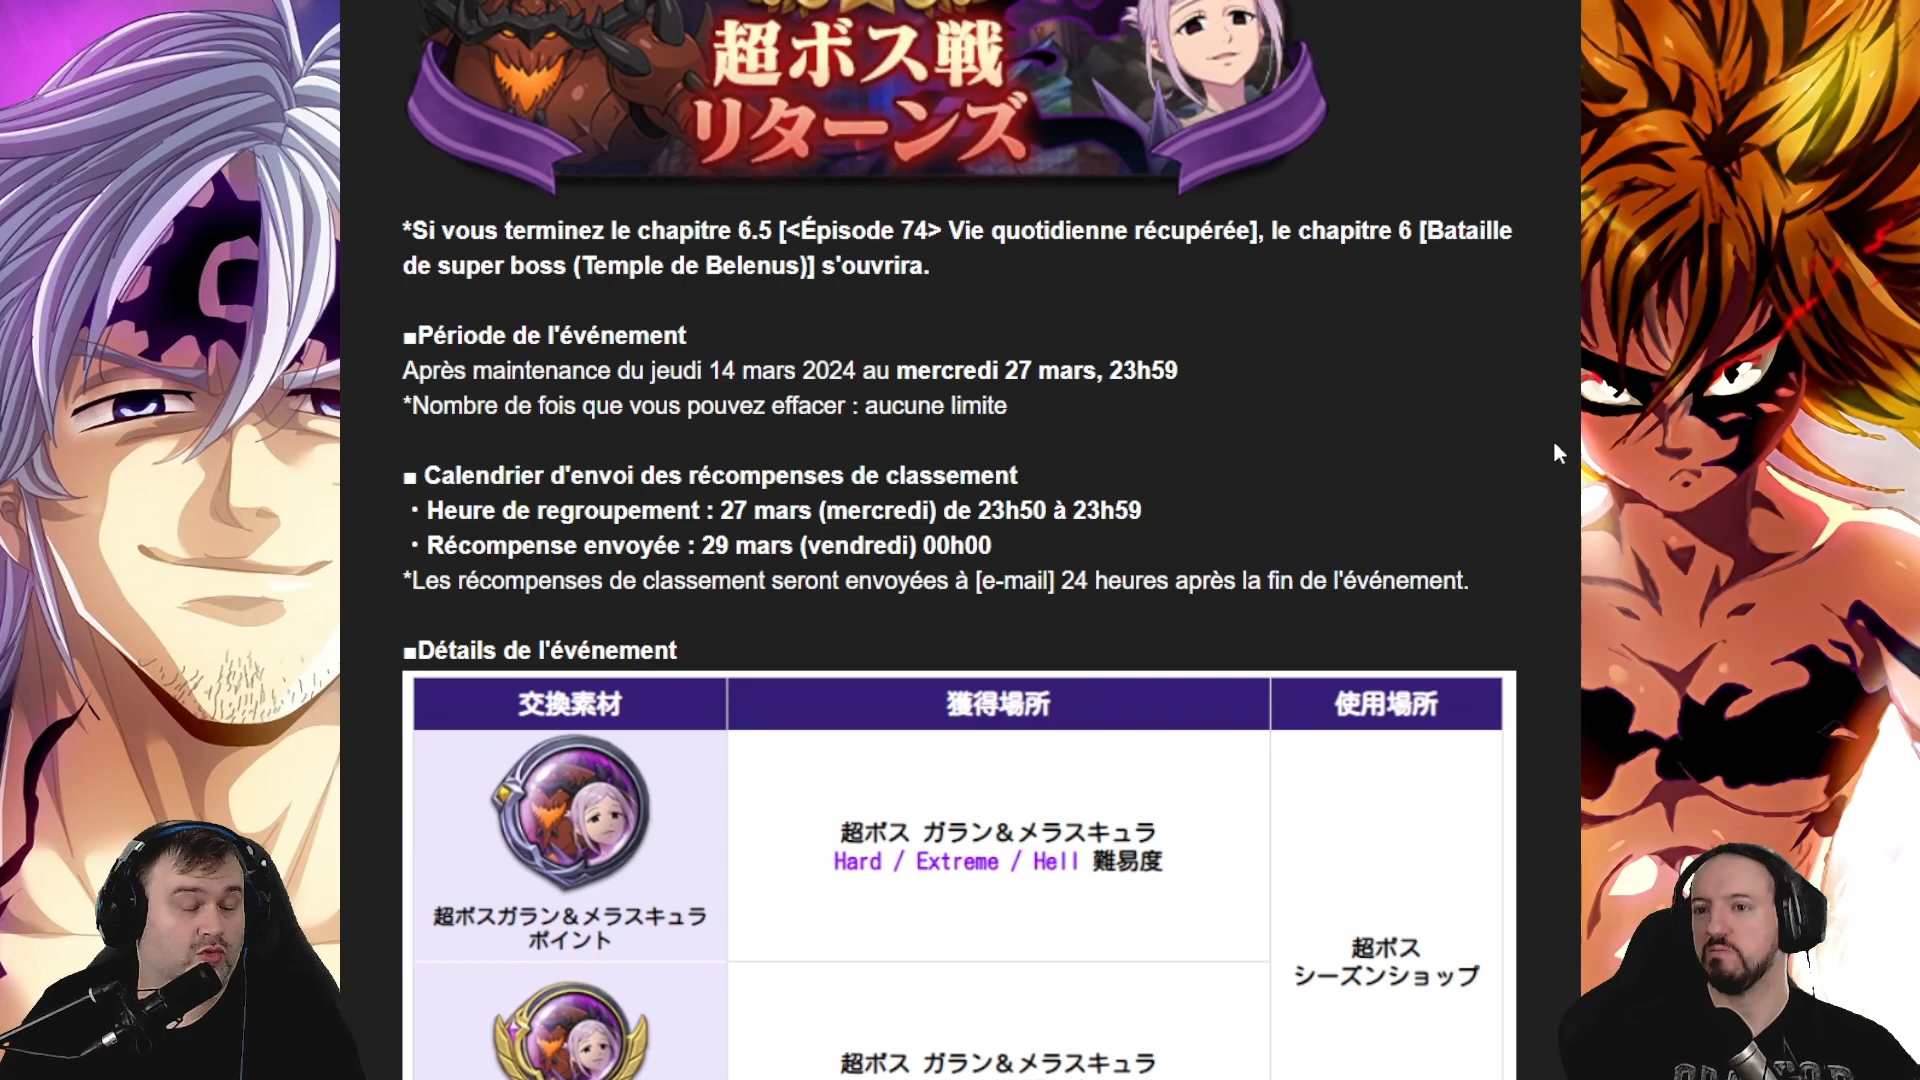 超ボス戦
リターンズ
*Si vous terminez le chapitre 6.5 [<Épisode 74> Vie quotidienne récupérée], le chapitre 6 [Bataille
de super boss (Temple de Belenus)] s'ouvrira.
■Période de l'événement
Après maintenance du jeudi 14 mars 2024 au mercredi 27 mars, 23h59
*Nombre de fois que vous pouvez effacer : aucune limite
■ Calendrier d'envoi des récompenses de classement
・Heure de regroupement : 27 mars (mercredi) de 23h50 à 23h59
・Récompense envoyée : 29 mars (vendredi) 00h00
*Les récompenses de classement seront envoyées à [e-mail] 24 heures après la fin de l'événement.
■Détails de l'événement
交換素材 獲得場所 使用場所
超ボス ガラン＆メラスキュラ
Hard / Extreme / Hell 難易度
超ボスガラン＆メラスキュラ
ポイント
超ボス
シーズンショップ
超ボス ガラン＆メラスキュラ